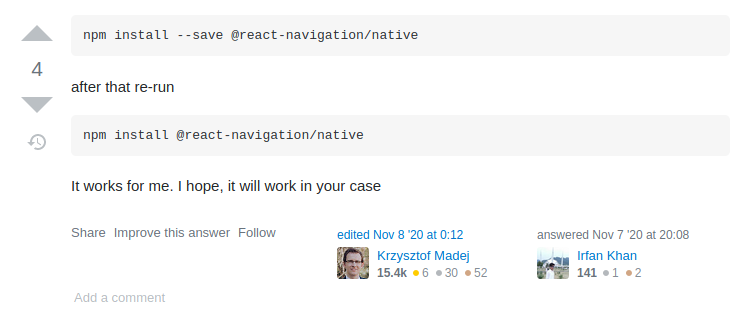 npm install --save @react-navigation/native
4
after that re-run
npm install @react-navigation/native
It works for me. I hope, it will work in your case
Share Improve this answer Follow
edited Nov 8 '20 at 0:12
Krzysztof Madej
15.4k 6 30 52
answered Nov 7 '20 at 20:08
Irfan Khan
141 1 2
Add a comment